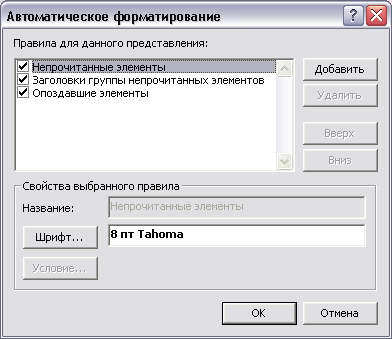 Автоматическое форматирование
Правила для данного представления:
Непрочитанные элементы
Заголовки группы непрочитанных элементов
Опоздавшие элементы
Добавить
Удалить
Вверх
Вниз
Свойства выбранного правила
Название: Непрочитанные элементы
Шрифт... 8 пт Tahoma
Условие...
OK Отмена